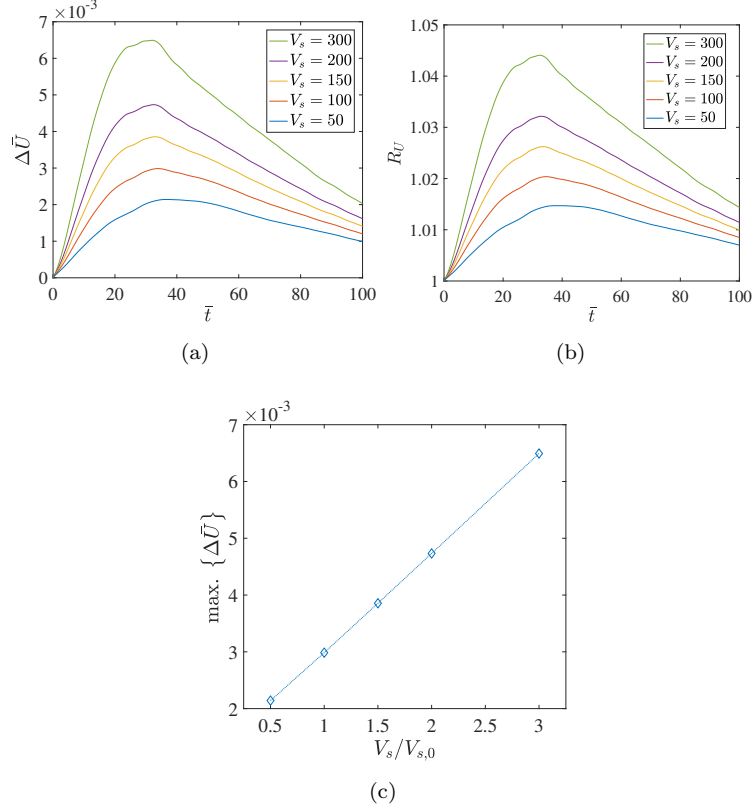 ×10⁻³
7
6
5
4
3
2
1
0
ΔŪ
0 20 40 60 80 100
t̄
V_s = 300
V_s = 200
V_s = 150
V_s = 100
V_s = 50
(a)
1.05
1.04
1.03
1.02
1.01
1
R_U
0 20 40 60 80 100
t̄
V_s = 300
V_s = 200
V_s = 150
V_s = 100
V_s = 50
(b)
×10⁻³
7
6
5
4
3
2
max. {ΔŪ}
0.5 1 1.5 2 2.5 3
V_s/V_{s,0}
(c)